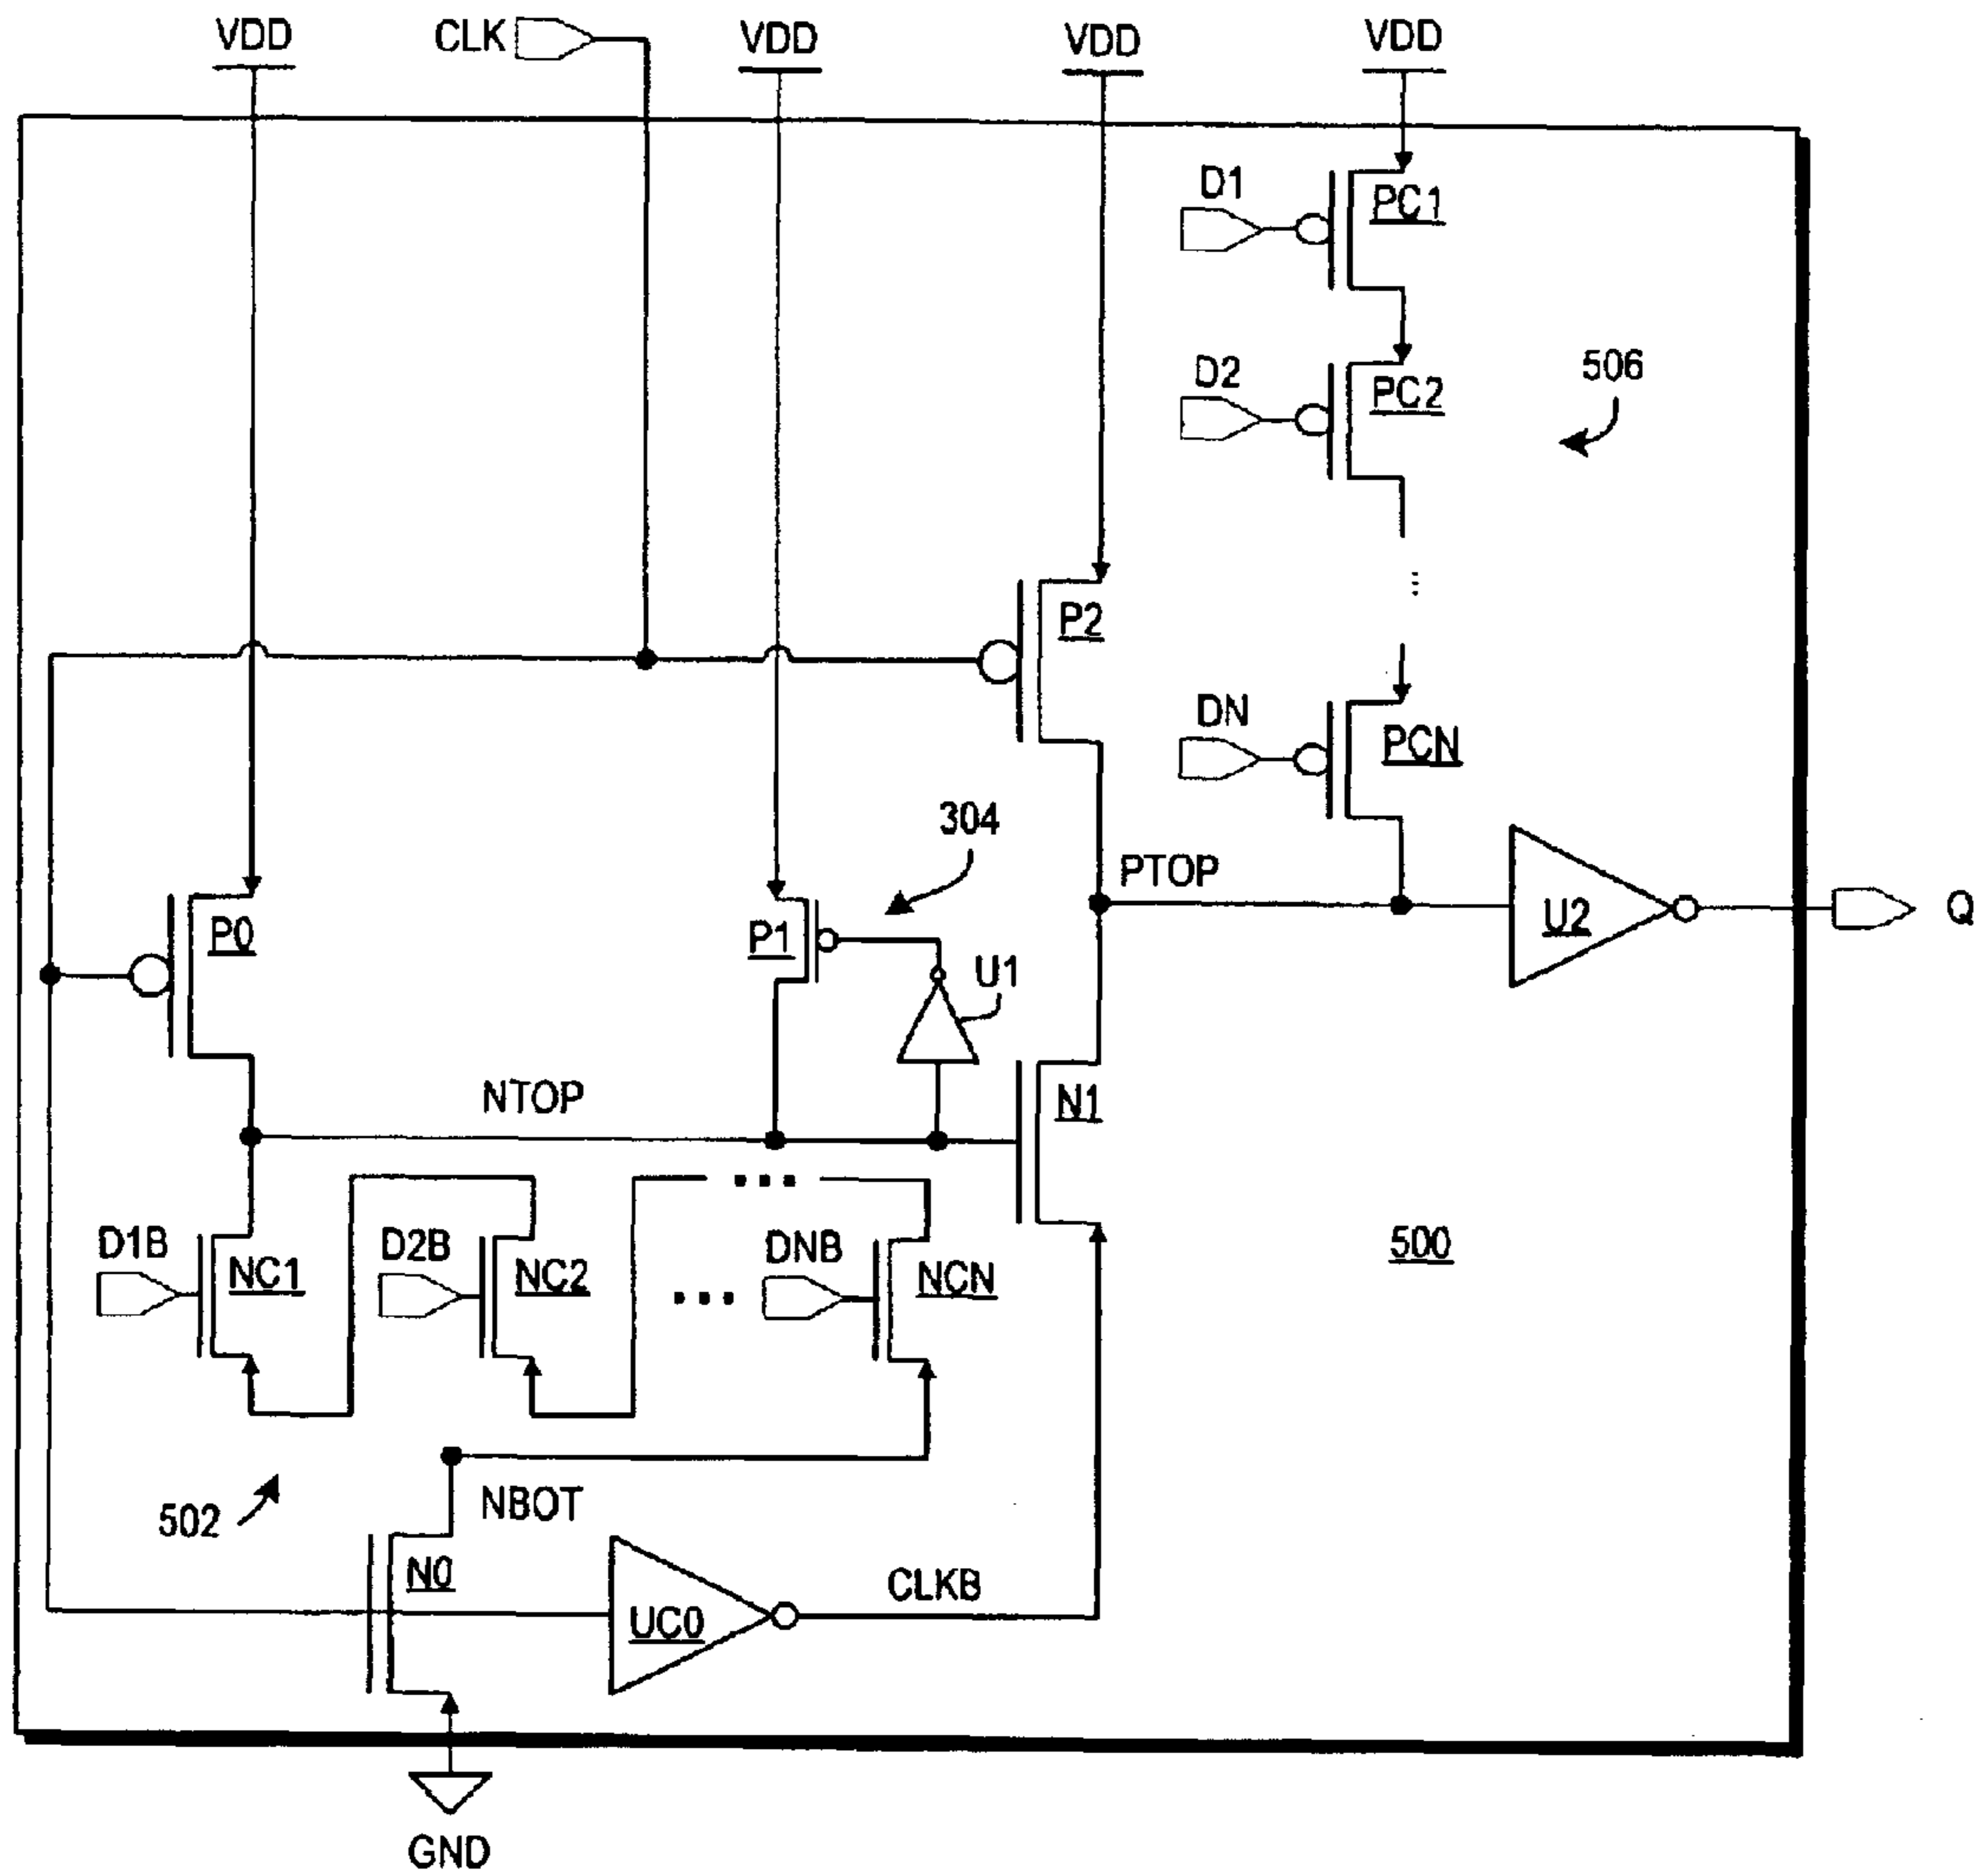 VDD
CLK
VDD
VDD
VDD
D1
PC1
D2
PC2
506
P2
DN
PCN
304
PTOP
P0
P1
U2
Q
U1
NTOP
N1
D1B
NC1
D2B
NC2
DNB
NCN
500
502
NBOT
N0
CLKB
UC0
GND